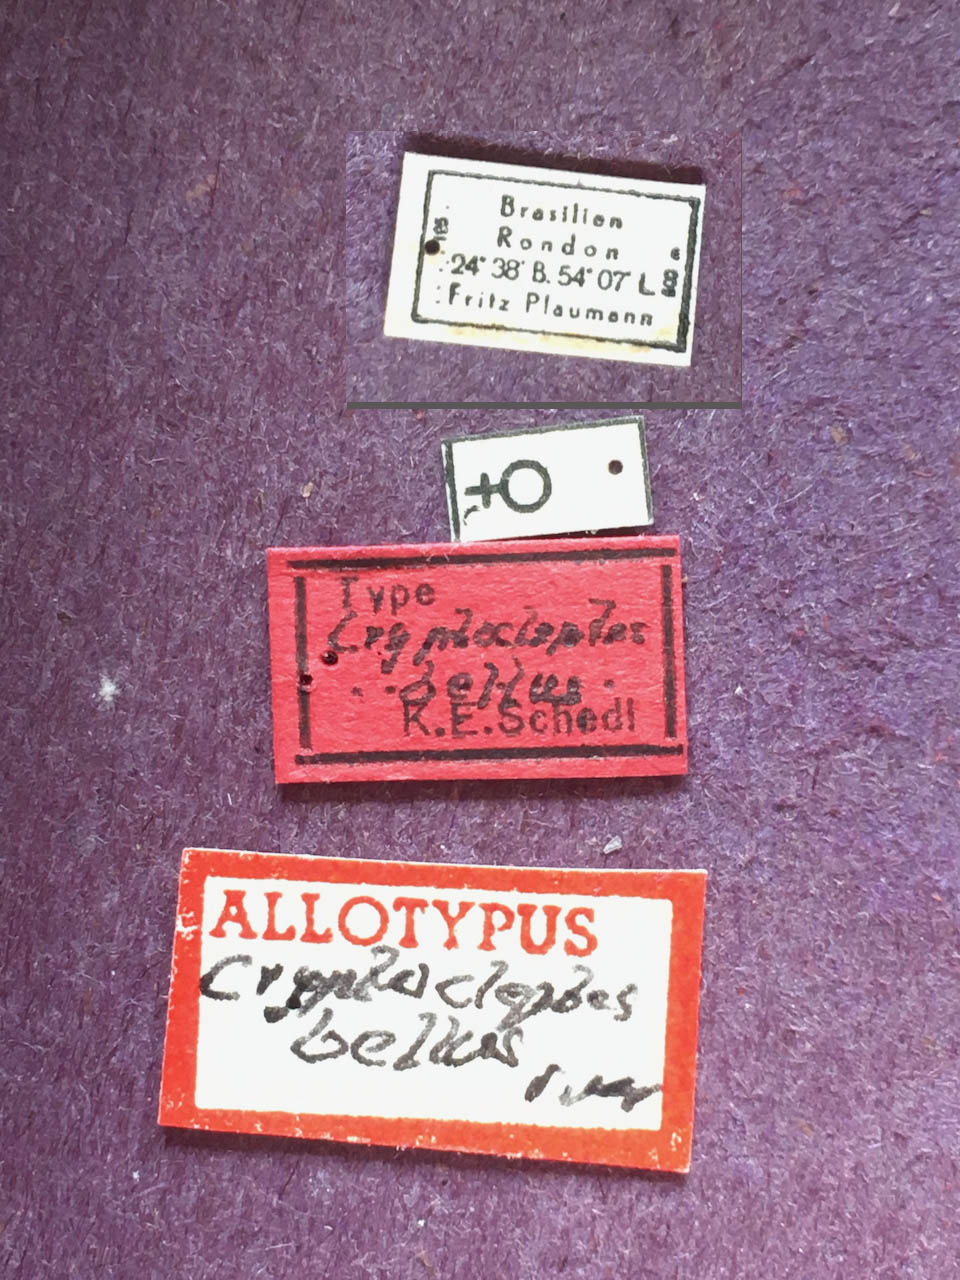 Brasilien
Rondon
24° 38' B. 54° 07' L
Fritz Plaumann
♀
Type
Cryptocleptes
bellus
K.E.Schedl
ALLOTYPUS
Cryptocleptes
bellus